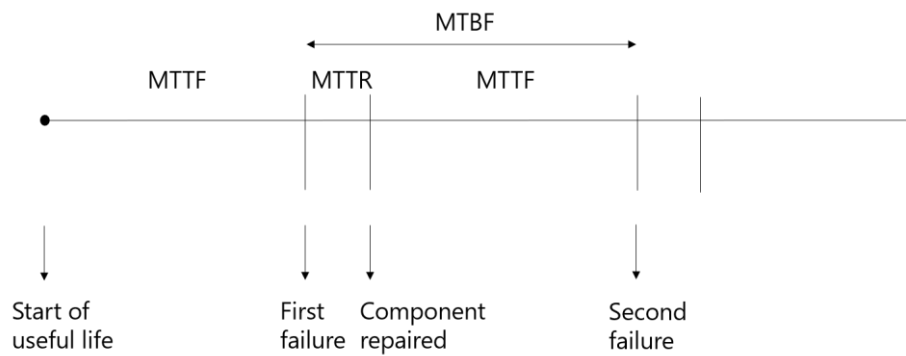 MTBF
MTTF
MTTR
MTTF
Start of
useful life
First
failure
Component
repaired
Second
failure